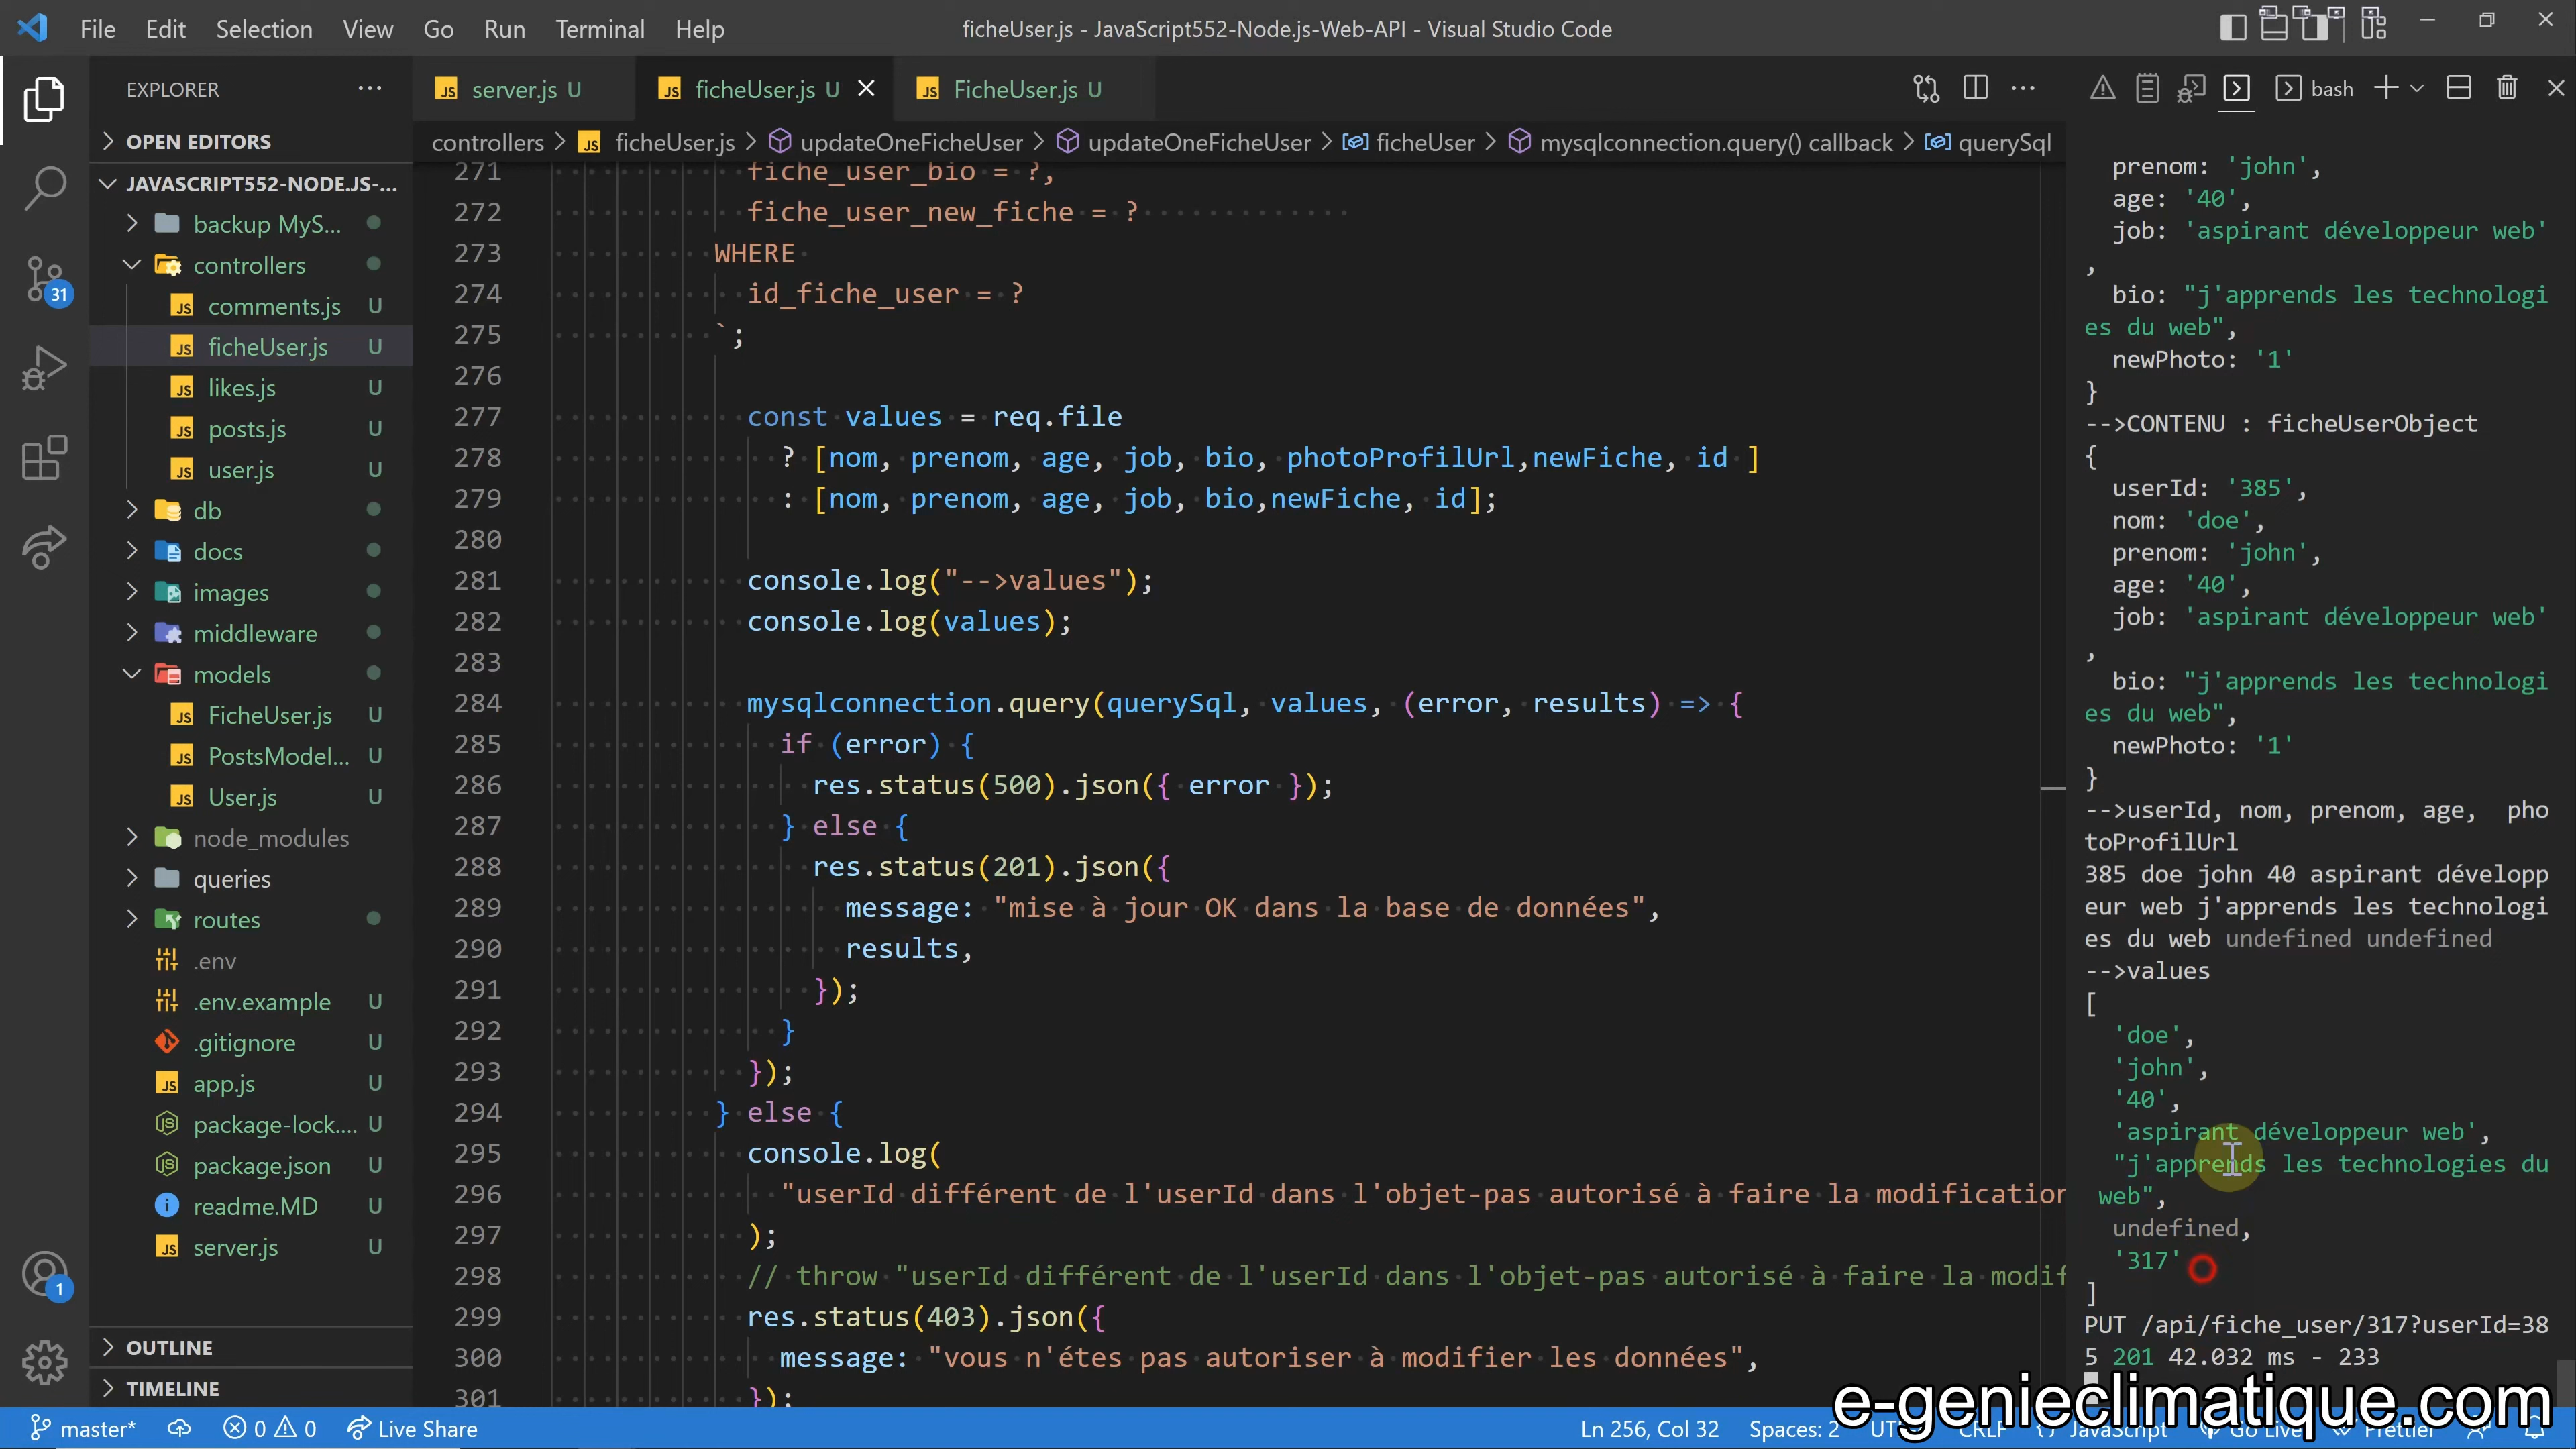 File Edit Selection View Go Run Terminal Help
ficheUser.js - JavaScript552-Node.js-Web-API - Visual Studio Code
EXPLORER
OPEN EDITORS
JAVASCRIPT552-NODE.JS-...
backup MyS...
controllers
comments.js U
ficheUser.js U
likes.js U
posts.js U
user.js U
db
docs
images
middleware
models
FicheUser.js U
PostsModel... U
User.js U
node_modules
queries
routes
.env
.env.example U
.gitignore U
app.js U
package-lock.... U
package.json U
readme.MD U
server.js U
OUTLINE
TIMELINE
31
1
server.js U
ficheUser.js U
FicheUser.js U
controllers > ficheUser.js > updateOneFicheUser > updateOneFicheUser > ficheUser > mysqlconnection.query() callback > querySql
271 fiche_user_bio = ?,
272 fiche_user_new_fiche = ?
273 WHERE
274 id_fiche_user = ?
275 `;
276
277 const values = req.file
278 ? [nom, prenom, age, job, bio, photoProfilUrl,newFiche, id ]
279 : [nom, prenom, age, job, bio,newFiche, id];
280
281 console.log("-->values");
282 console.log(values);
283
284 mysqlconnection.query(querySql, values, (error, results) => {
285 if (error) {
286 res.status(500).json({ error });
287 } else {
288 res.status(201).json({
289 message: "mise à jour OK dans la base de données",
290 results,
291 });
292 }
293 });
294 } else {
295 console.log(
296 "userId différent de l'userId dans l'objet-pas autorisé à faire la modification
297 );
298 // throw "userId différent de l'userId dans l'objet-pas autorisé à faire la modif
299 res.status(403).json({
300 message: "vous n'étes pas autoriser à modifier les données",
301 });
bash
prenom: 'john',
age: '40',
job: 'aspirant développeur web'
,
bio: "j'apprends les technologi
es du web",
newPhoto: '1'
}
-->CONTENU : ficheUserObject
{
userId: '385',
nom: 'doe',
prenom: 'john',
age: '40',
job: 'aspirant développeur web'
,
bio: "j'apprends les technologi
es du web",
newPhoto: '1'
}
-->userId, nom, prenom, age, pho
toProfilUrl
385 doe john 40 aspirant développ
eur web j'apprends les technologi
es du web undefined undefined
-->values
[
'doe',
'john',
'40',
'aspirant développeur web',
"j'apprends les technologies du
web",
undefined,
'317'
]
PUT /api/fiche_user/317?userId=38
5 201 42.032 ms - 233
e-genieclimatique.com
master* 0 0 Live Share
Ln 256, Col 32 Spaces: 2 CRLF JavaScript Go Live Prettier